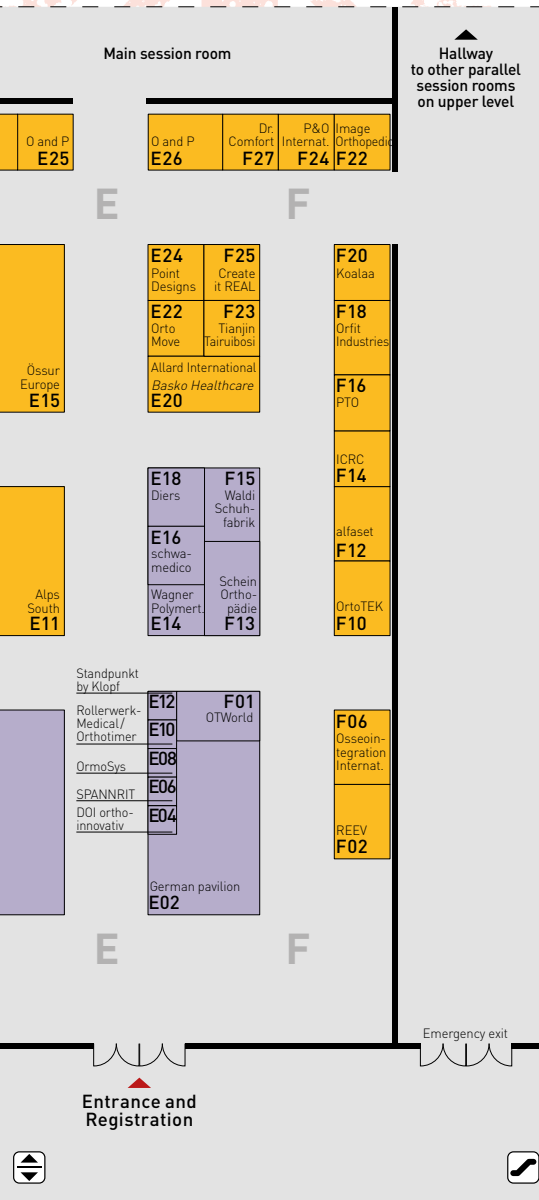 Main session room
Hallway
to other parallel
session rooms
on upper level
O and P
E25
O and P
E26
Dr.
Comfort
F27
P&O
Internat.
F24
Image
Orthopedic
F22
E
F
E24
Point
Designs
F25
Create
it REAL
E22
Orto
Move
F23
Tianjin
Tairuibosi
Allard International
Basko Healthcare
E20
F20
Koalaa
F18
Orfit
Industries
F16
PTO
ICRC
F14
alfaset
F12
OrtoTEK
F10
Össur
Europe
E15
E18
Diers
F15
Waldi
Schuh-
fabrik
E16
schwa-
medico
Wagner
Polymert.
E14
Schein
Ortho-
pädie
F13
Alps
South
E11
Standpunkt
by Klopf
E12
Rollerwerk-
Medical/
Orthotimer
E10
OrmoSys
E08
SPANNRIT
E06
DOI ortho-
innovativ
E04
F01
OTWorld
German pavilion
E02
F06
Osseoin-
tegration
Internat.
REEV
F02
E
F
Emergency exit
Entrance and
Registration